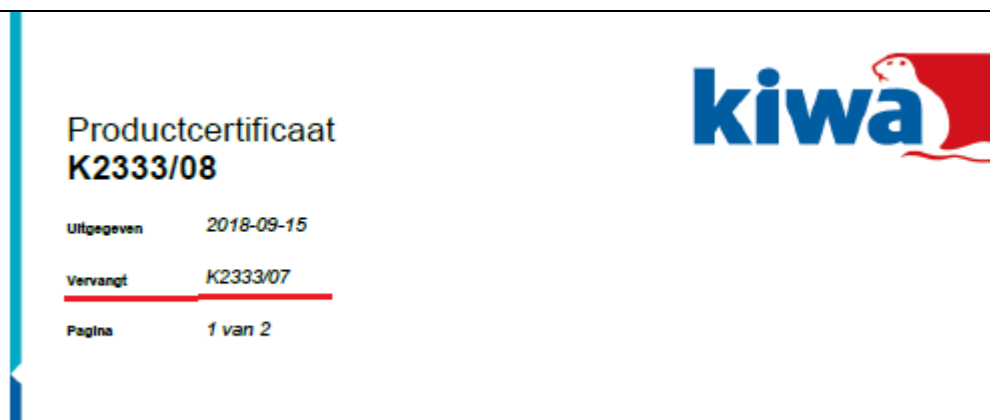 kiwa
Productcertificaat
K2333/08
Uitgegeven 2018-09-15
Vervangt K2333/07
Pagina 1 van 2